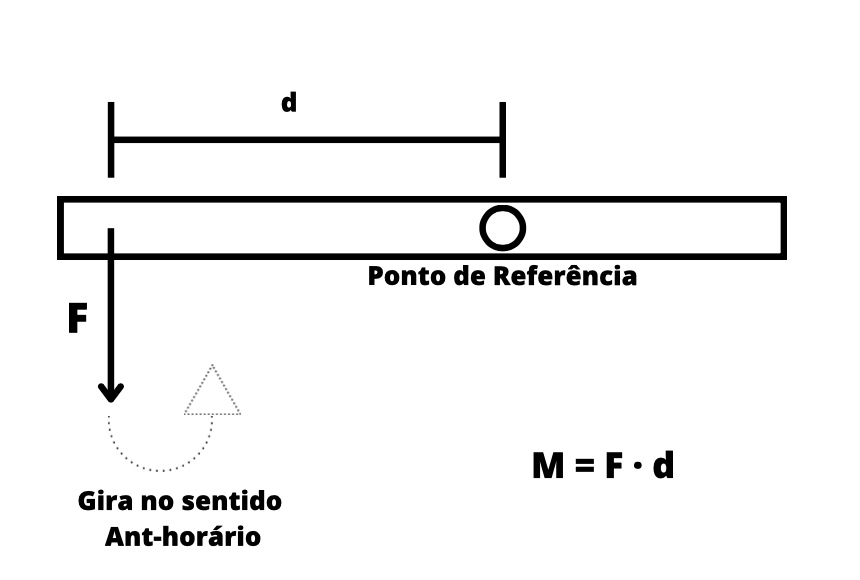 d
Ponto de Referência
F
M = F · d
Gira no sentido
Ant-horário